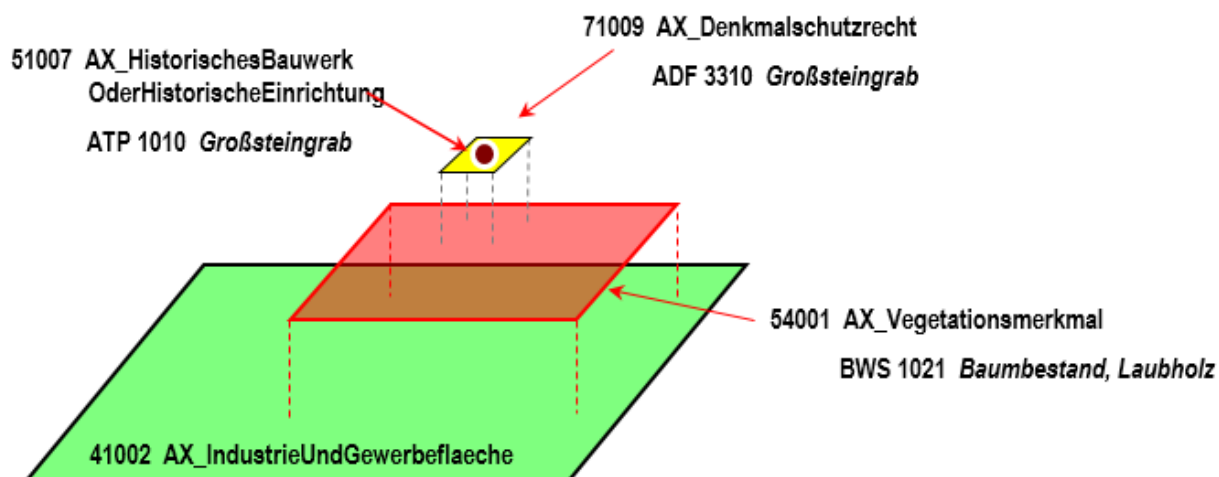 71009 AX_Denkmalschutzrecht
ADF 3310 Großsteingrab
51007 AX_HistorischesBauwerk
OderHistorischeEinrichtung
ATP 1010 Großsteingrab
54001 AX_Vegetationsmerkmal
BWS 1021 Baumbestand, Laubholz
41002 AX_IndustrieUndGewerbeflaeche